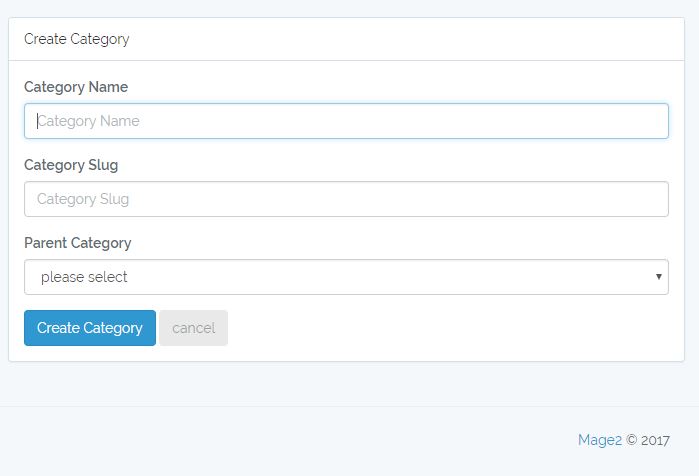 Create Category
Category Name
Category Name
Category Slug
Category Slug
Parent Category
please select
Create Category cancel
Mage2 © 2017